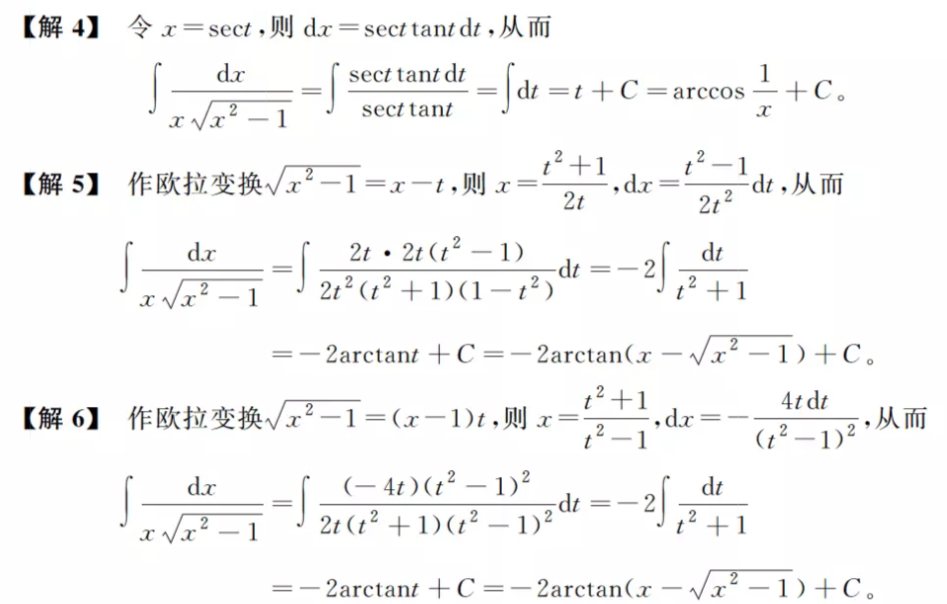 【解 4】 令 x=sect,则 dx=sect tant dt,从而
∫ dx/(x√(x²-1)) = ∫ (sect tant dt)/(sect tant) = ∫dt = t+C = arccos 1/x + C。
【解 5】 作欧拉变换√(x²-1)=x-t,则 x=(t²+1)/(2t),dx=(t²-1)/(2t²)dt,从而
∫ dx/(x√(x²-1)) = ∫ (2t·2t(t²-1))/(2t²(t²+1)(1-t²))dt = -2∫ dt/(t²+1)
=-2arctant+C=-2arctan(x-√(x²-1))+C。
【解 6】 作欧拉变换√(x²-1)=(x-1)t,则 x=(t²+1)/(t²-1),dx=-(4t dt)/((t²-1)²),从而
∫ dx/(x√(x²-1)) = ∫ ((-4t)(t²-1)²)/(2t(t²+1)(t²-1)²)dt = -2∫ dt/(t²+1)
=-2arctant+C=-2arctan(x-√(x²-1))+C。